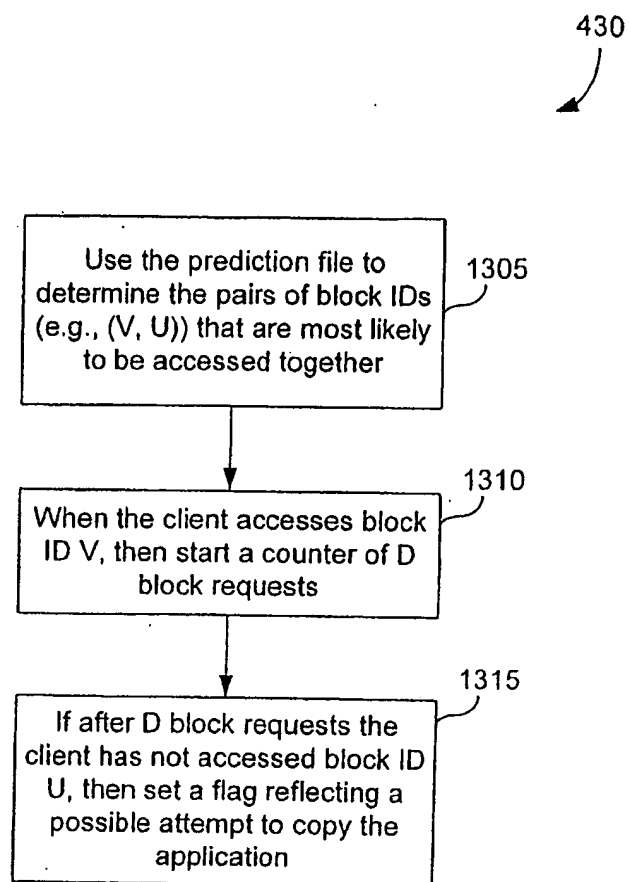 430
Use the prediction file to
determine the pairs of block IDs
(e.g., (V, U)) that are most likely
to be accessed together
1305
When the client accesses block
ID V, then start a counter of D
block requests
1310
If after D block requests the
client has not accessed block ID
U, then set a flag reflecting a
possible attempt to copy the
application
1315